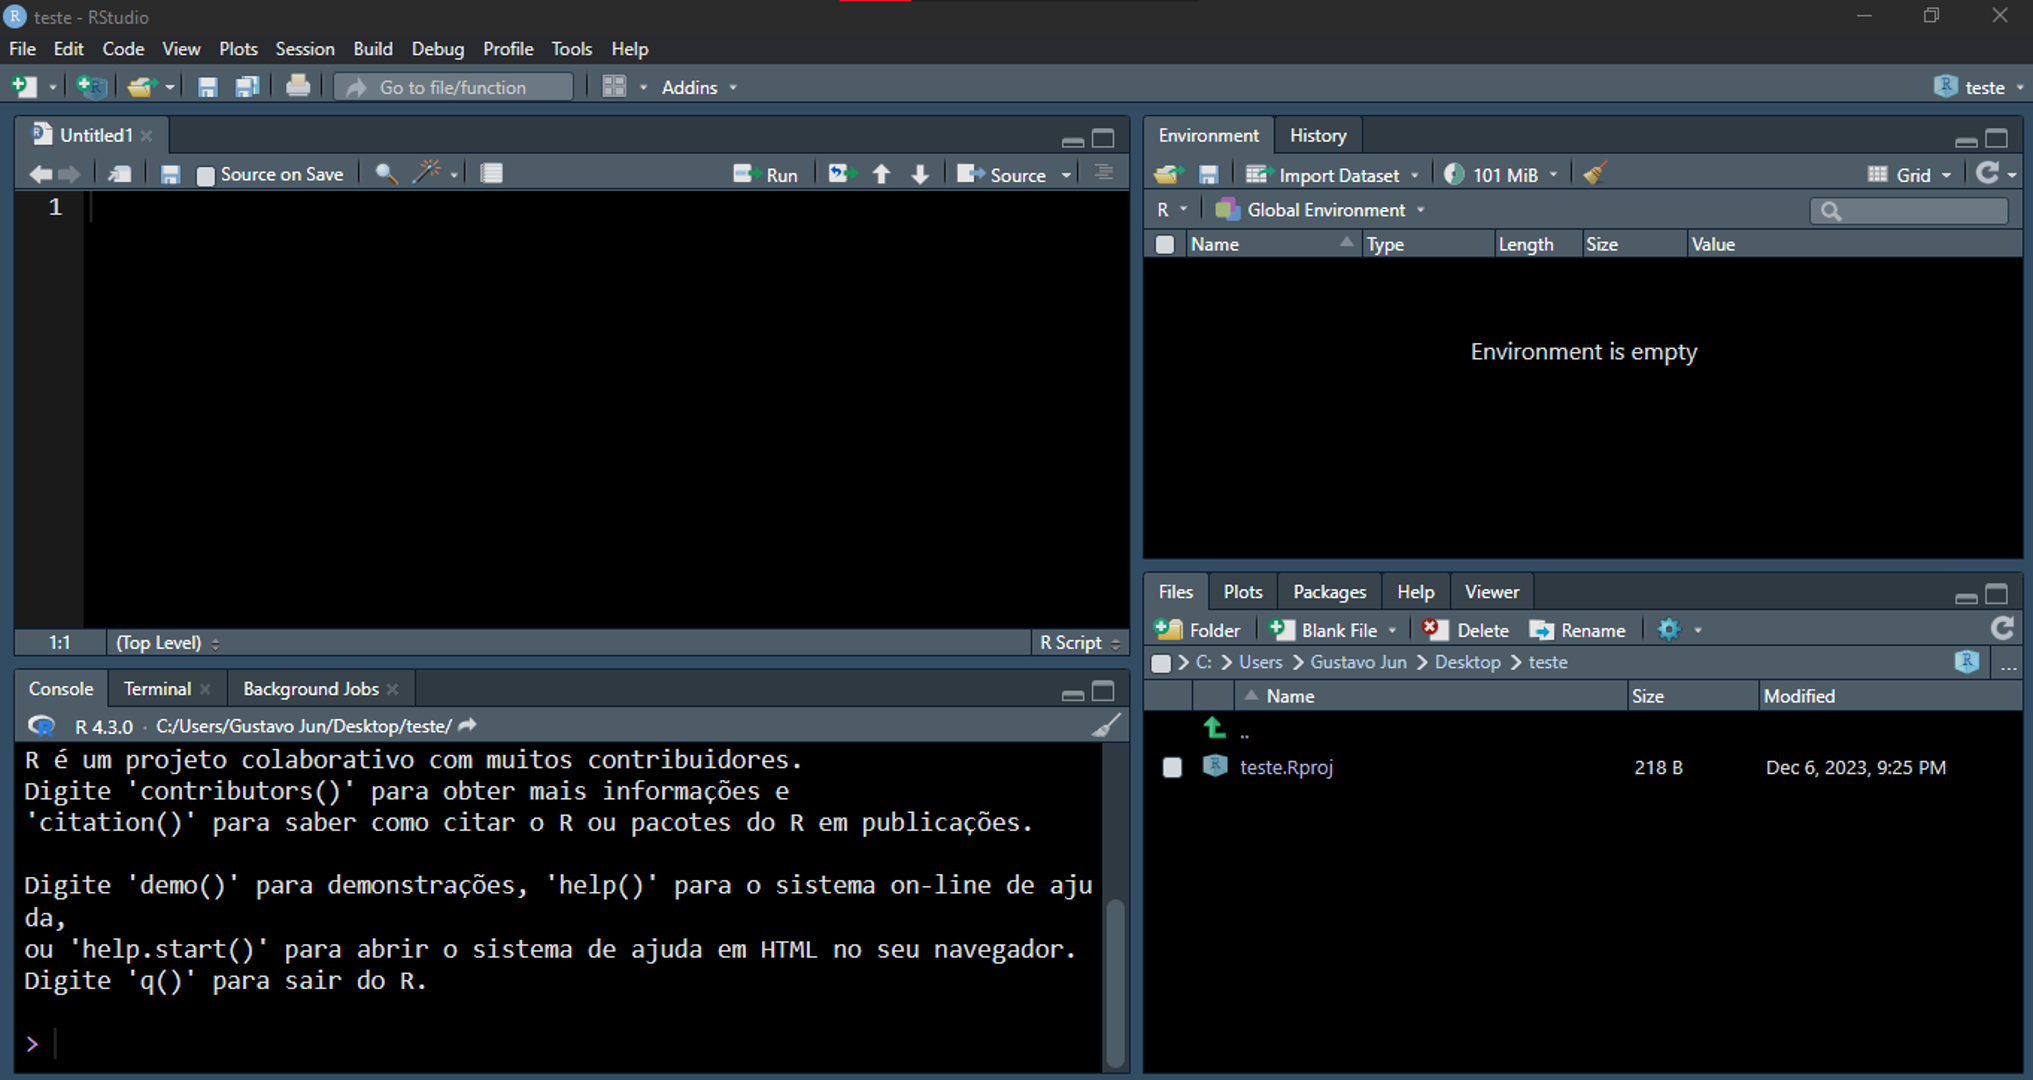 teste - RStudio
File Edit Code View Plots Session Build Debug Profile Tools Help
Go to file/function Addins teste
Untitled1
Source on Save Run Source
1
1:1 (Top Level) R Script
Console Terminal Background Jobs
R 4.3.0 · C:/Users/Gustavo Jun/Desktop/teste/
R é um projeto colaborativo com muitos contribuidores.
Digite 'contributors()' para obter mais informações e
'citation()' para saber como citar o R ou pacotes do R em publicações.
Digite 'demo()' para demonstrações, 'help()' para o sistema on-line de aju
da,
ou 'help.start()' para abrir o sistema de ajuda em HTML no seu navegador.
Digite 'q()' para sair do R.
>
Environment History
Import Dataset 101 MiB Grid
R Global Environment
Name Type Length Size Value
Environment is empty
Files Plots Packages Help Viewer
Folder Blank File Delete Rename
C: Users Gustavo Jun Desktop teste ...
Name Size Modified
..
teste.Rproj 218 B Dec 6, 2023, 9:25 PM